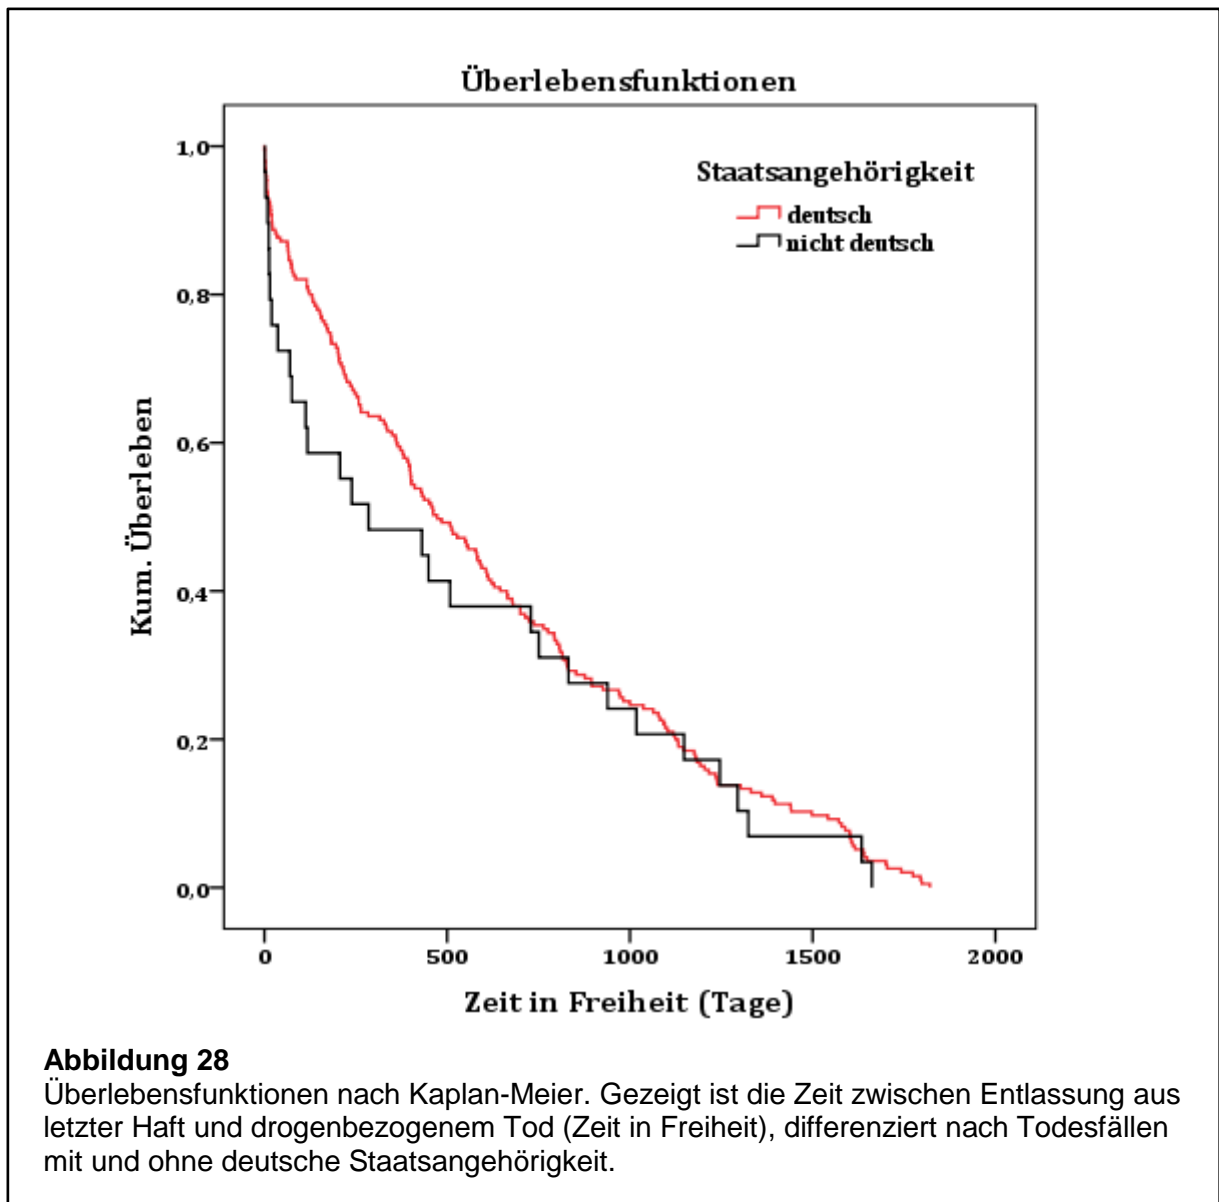 Überlebensfunktionen
Staatsangehörigkeit
deutsch
nicht deutsch
Kum. Überleben
1,0
0,8
0,6
0,4
0,2
0,0
0 500 1000 1500 2000
Zeit in Freiheit (Tage)
Abbildung 28
Überlebensfunktionen nach Kaplan-Meier. Gezeigt ist die Zeit zwischen Entlassung aus
letzter Haft und drogenbezogenem Tod (Zeit in Freiheit), differenziert nach Todesfällen
mit und ohne deutsche Staatsangehörigkeit.